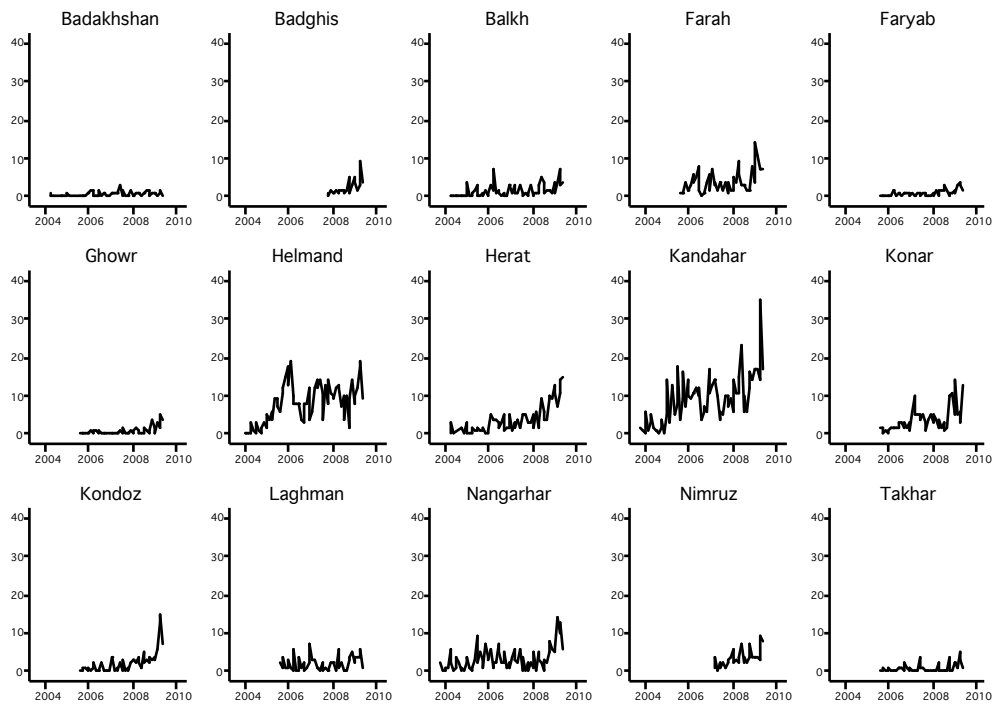 Badakhshan Badghis Balkh Farah Faryab
40 40 40 40 40
30 30 30 30 30
20 20 20 20 20
10 10 10 10 10
0 0 0 0 0
2004 2006 2008 2010 2004 2006 2008 2010 2004 2006 2008 2010 2004 2006 2008 2010 2004 2006 2008 2010
Ghowr Helmand Herat Kandahar Konar
40 40 40 40 40
30 30 30 30 30
20 20 20 20 20
10 10 10 10 10
0 0 0 0 0
2004 2006 2008 2010 2004 2006 2008 2010 2004 2006 2008 2010 2004 2006 2008 2010 2004 2006 2008 2010
Kondoz Laghman Nangarhar Nimruz Takhar
40 40 40 40 40
30 30 30 30 30
20 20 20 20 20
10 10 10 10 10
0 0 0 0 0
2004 2006 2008 2010 2004 2006 2008 2010 2004 2006 2008 2010 2004 2006 2008 2010 2004 2006 2008 2010